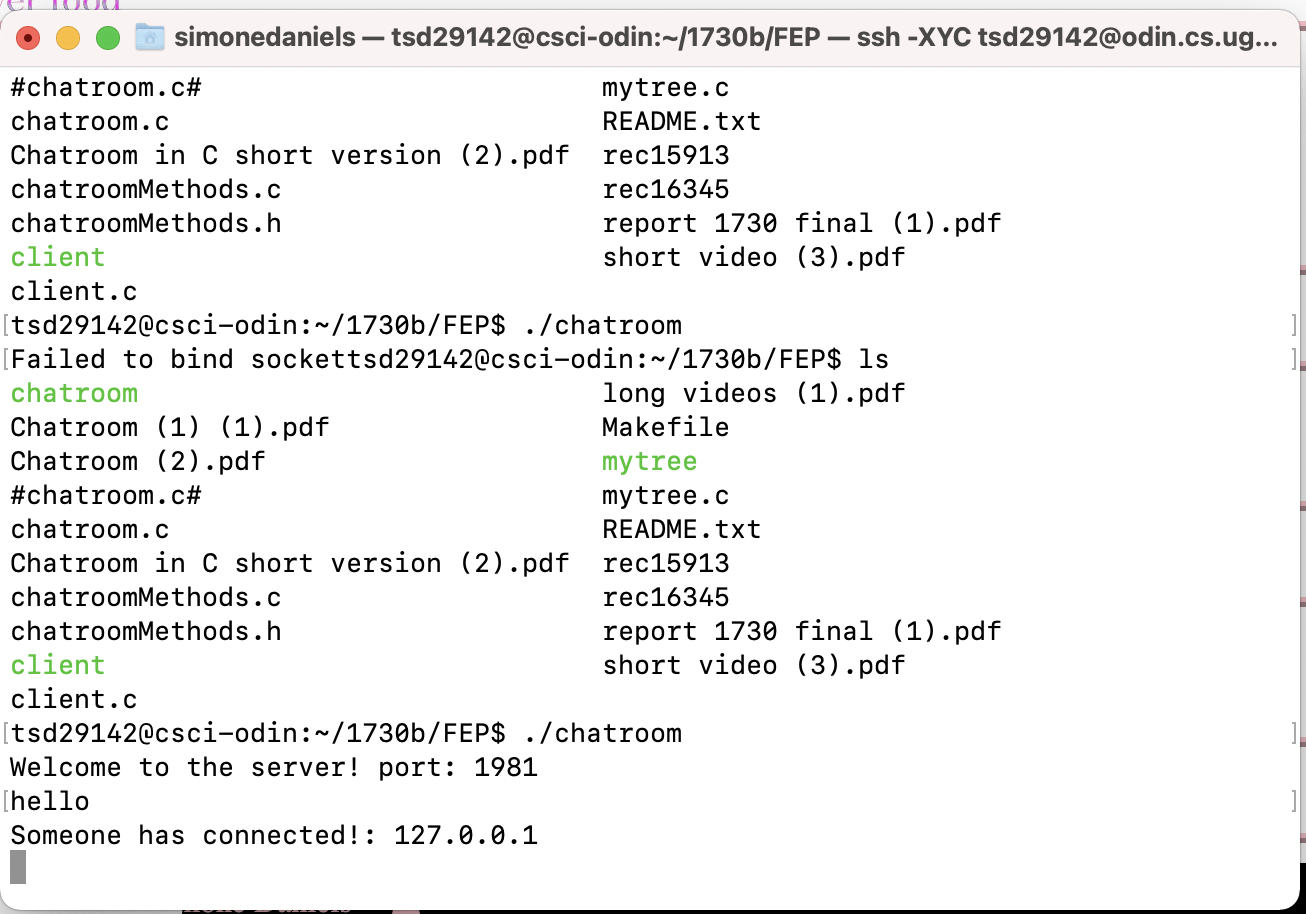 ver food
simonedaniels — tsd29142@csci-odin:~/1730b/FEP — ssh -XYC tsd29142@odin.cs.ug...
#chatroom.c# mytree.c
chatroom.c README.txt
Chatroom in C short version (2).pdf rec15913
chatroomMethods.c rec16345
chatroomMethods.h report 1730 final (1).pdf
client short video (3).pdf
client.c
[tsd29142@csci-odin:~/1730b/FEP$ ./chatroom ]
[Failed to bind sockettsd29142@csci-odin:~/1730b/FEP$ ls ]
chatroom long videos (1).pdf
Chatroom (1) (1).pdf Makefile
Chatroom (2).pdf mytree
#chatroom.c# mytree.c
chatroom.c README.txt
Chatroom in C short version (2).pdf rec15913
chatroomMethods.c rec16345
chatroomMethods.h report 1730 final (1).pdf
client short video (3).pdf
client.c
[tsd29142@csci-odin:~/1730b/FEP$ ./chatroom ]
Welcome to the server! port: 1981
[hello ]
Someone has connected!: 127.0.0.1